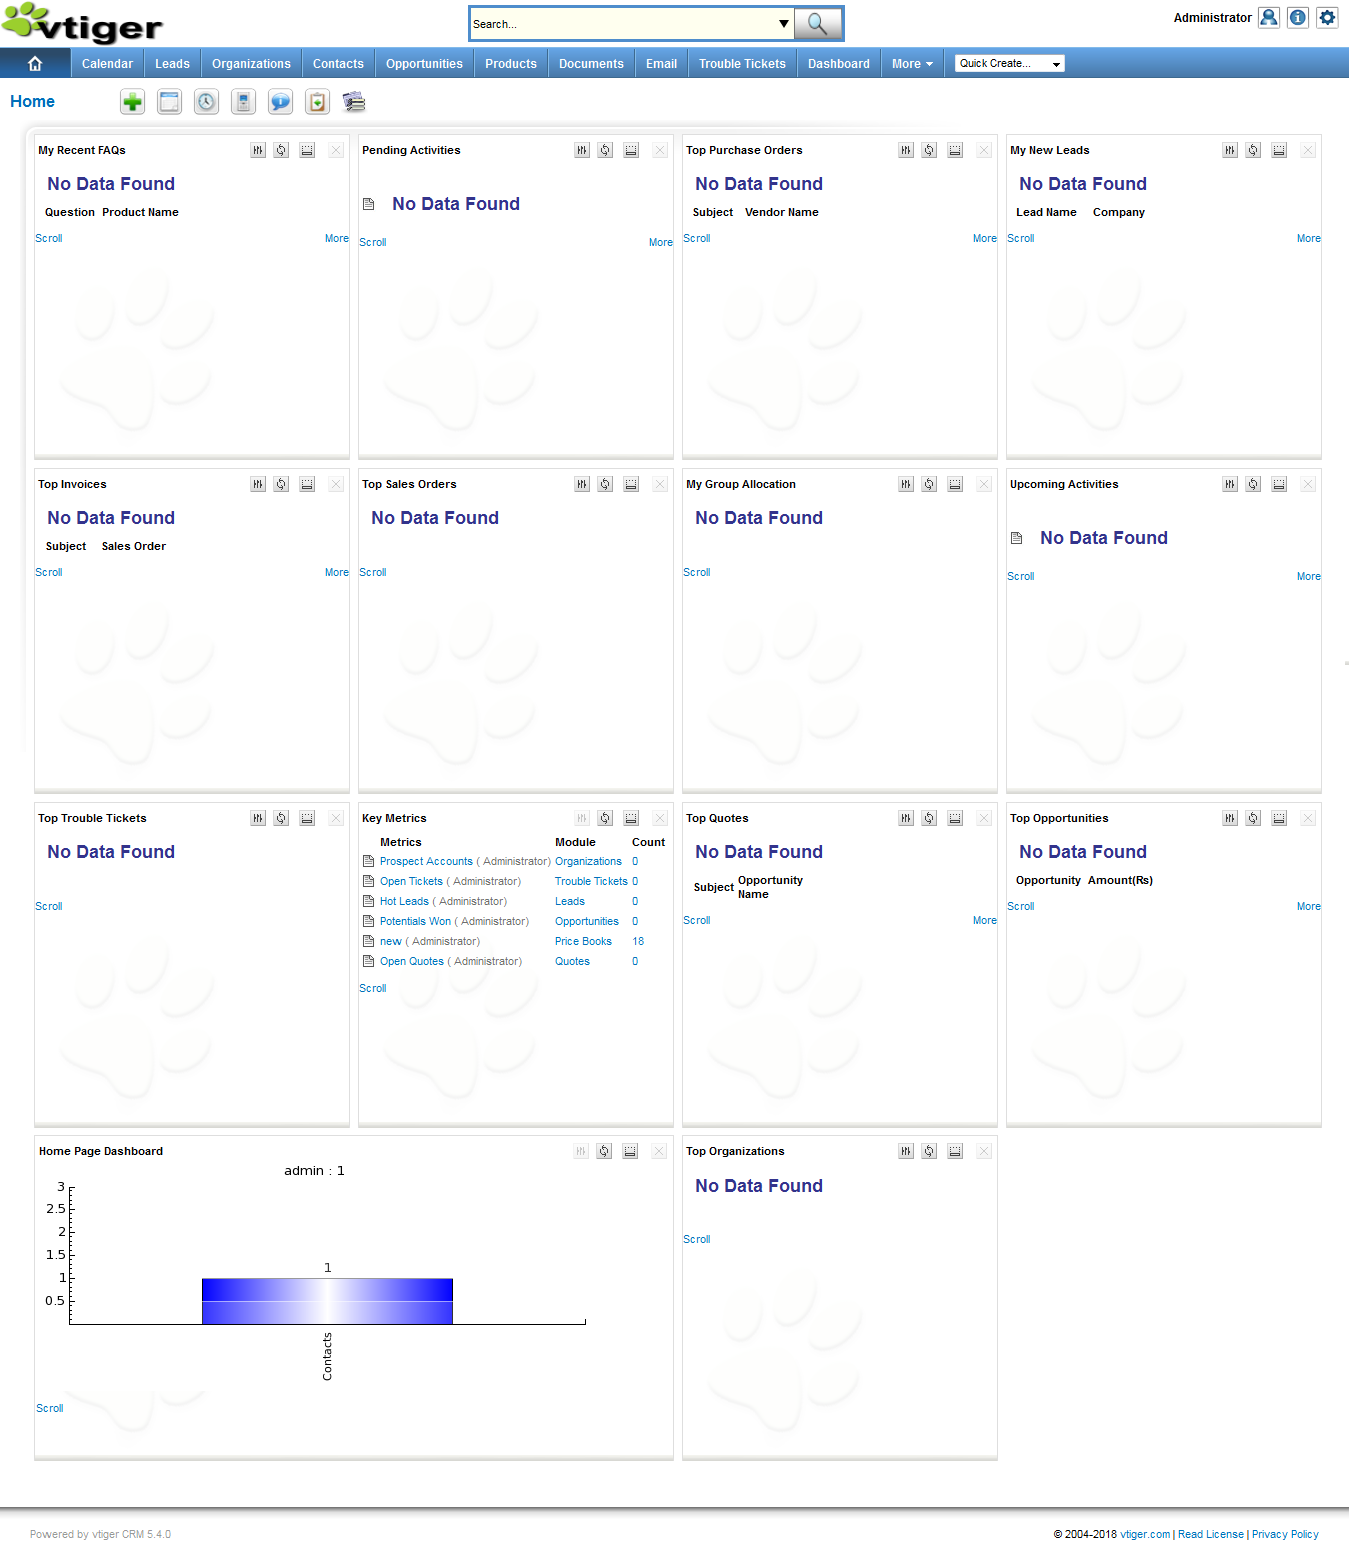 vtiger
Search...
Administrator
Calendar Leads Organizations Contacts Opportunities Products Documents Email Trouble Tickets Dashboard More Quick Create...
Home
My Recent FAQs
No Data Found
Question Product Name
Scroll More
Pending Activities
No Data Found
Scroll More
Top Purchase Orders
No Data Found
Subject Vendor Name
Scroll More
My New Leads
No Data Found
Lead Name Company
Scroll More
Top Invoices
No Data Found
Subject Sales Order
Scroll More
Top Sales Orders
No Data Found
Scroll
My Group Allocation
No Data Found
Scroll
Upcoming Activities
No Data Found
Scroll More
Top Trouble Tickets
No Data Found
Scroll
Key Metrics
Metrics Module Count
Prospect Accounts ( Administrator) Organizations 0
Open Tickets ( Administrator) Trouble Tickets 0
Hot Leads ( Administrator) Leads 0
Potentials Won ( Administrator) Opportunities 0
new ( Administrator) Price Books 18
Open Quotes ( Administrator) Quotes 0
Scroll
Top Quotes
No Data Found
Subject Opportunity
Name
Scroll More
Top Opportunities
No Data Found
Opportunity Amount(Rs)
Scroll More
Home Page Dashboard
admin : 1
3
2.5
2
1.5
1
1
0.5
Contacts
Scroll
Top Organizations
No Data Found
Scroll
Powered by vtiger CRM 5.4.0
© 2004-2018 vtiger.com | Read License | Privacy Policy